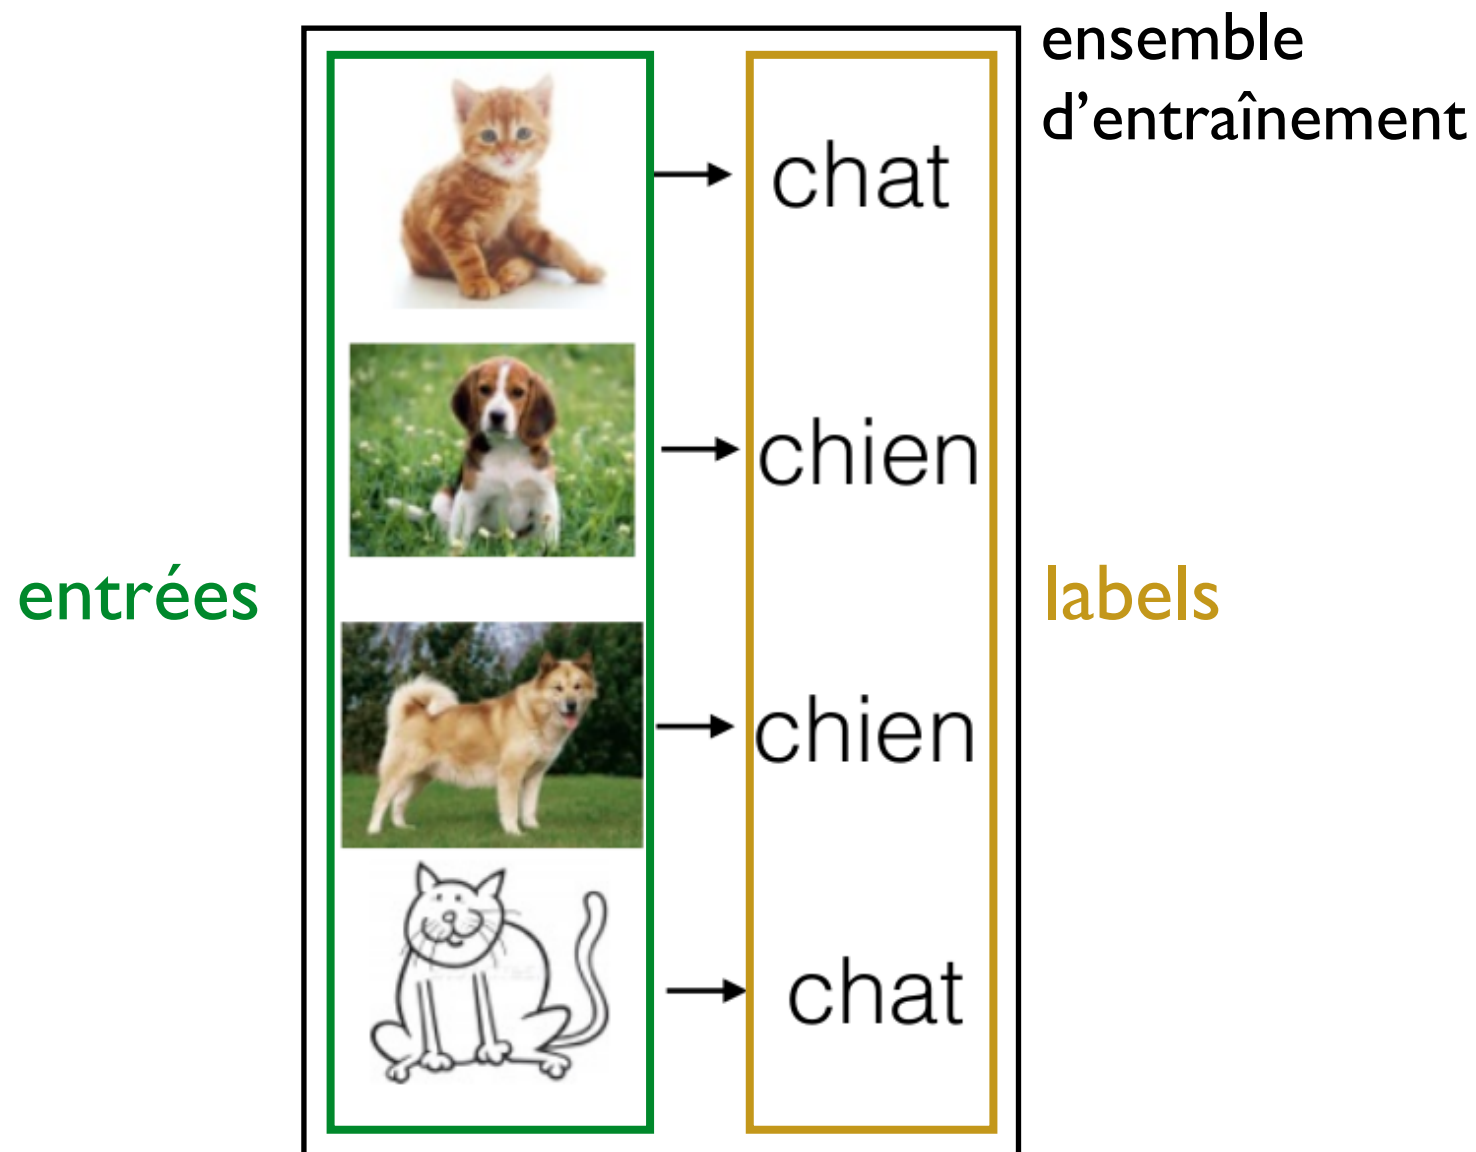 ensemble
d’entraînement
chat
chien
entrées
labels
chien
chat